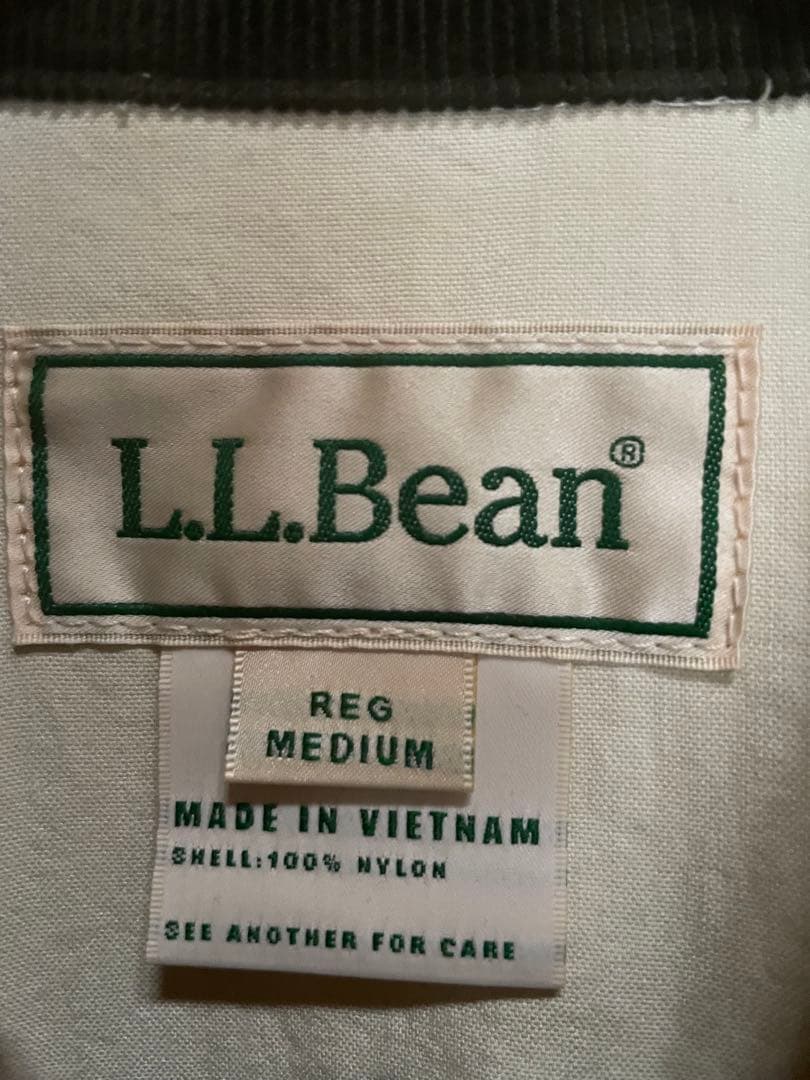 L.L.Bean®
REG
MEDIUM
MADE IN VIETNAM
SHELL:100% NYLON
SEE ANOTHER FOR CARE